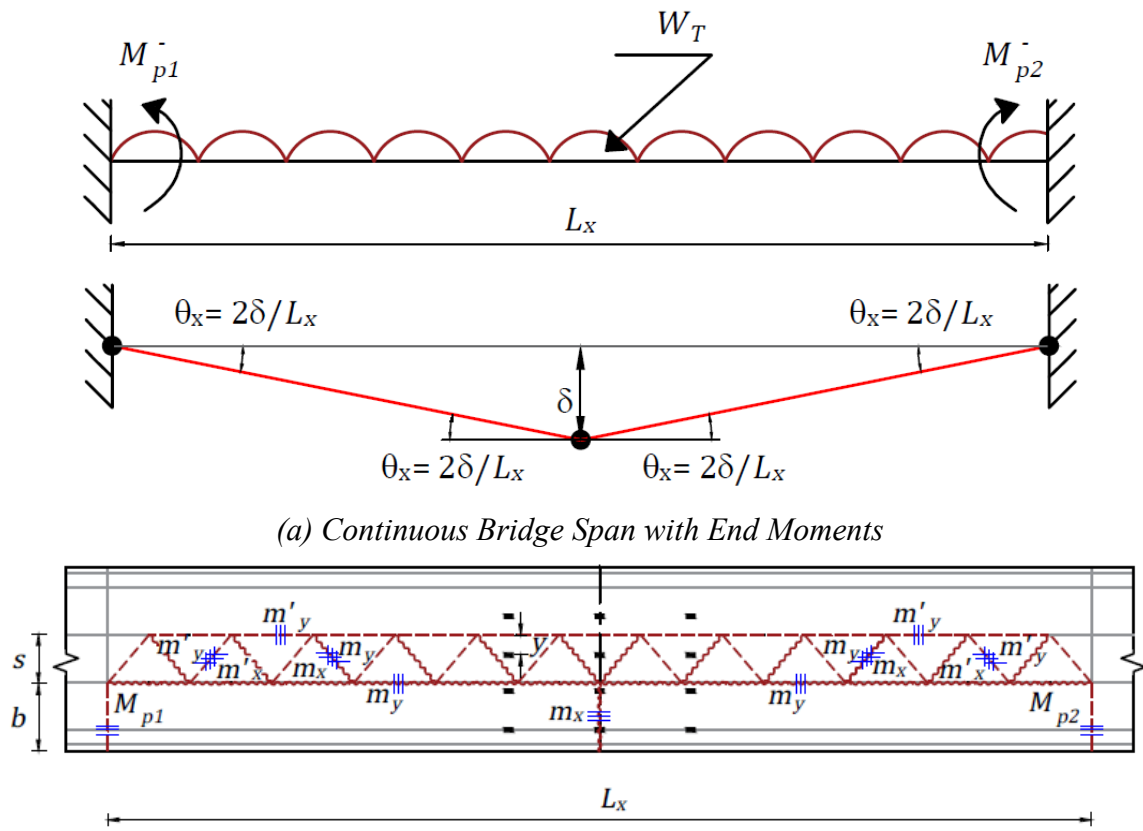 W_T
M⁻_p1 M⁻_p2
L_x
θ_x= 2δ/L_x θ_x= 2δ/L_x
δ
θ_x= 2δ/L_x θ_x= 2δ/L_x
(a) Continuous Bridge Span with End Moments
m'_y m'_y
s m'_y m'_x m_x m_y y m_y m_x m'_x m'_y
m_y m_y
b M_p1 m_x M_p2
L_x